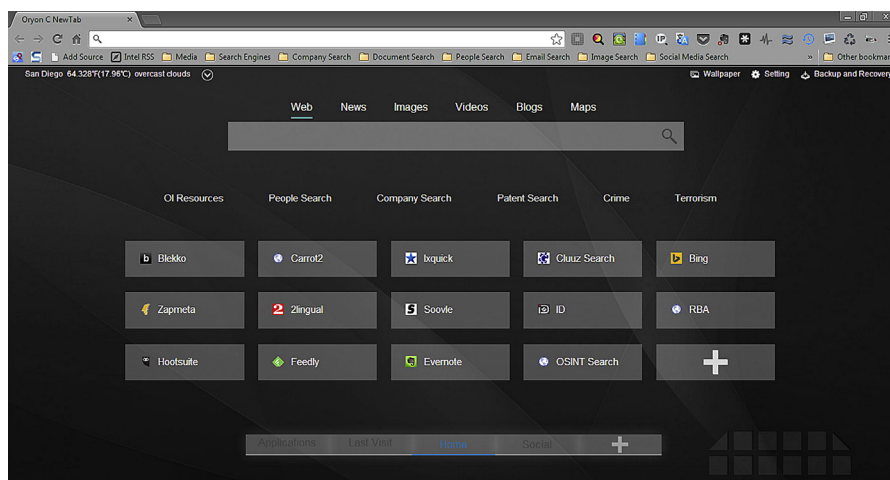 Oryon C NewTab
Add Source Intel RSS Media Search Engines Company Search Document Search People Search Email Search Image Search Social Media Search » Other bookmar
San Diego 64.328°F(17.96°C) overcast clouds Wallpaper Setting Backup and Recovery
Web News Images Videos Blogs Maps
OI Resources People Search Company Search Patent Search Crime Terrorism
Blekko Carrot2 Ixquick Cluuz Search Bing
Zapmeta 2lingual Soovle ID RBA
Hootsuite Feedly Evernote OSINT Search
Applications Last Visit Home Social